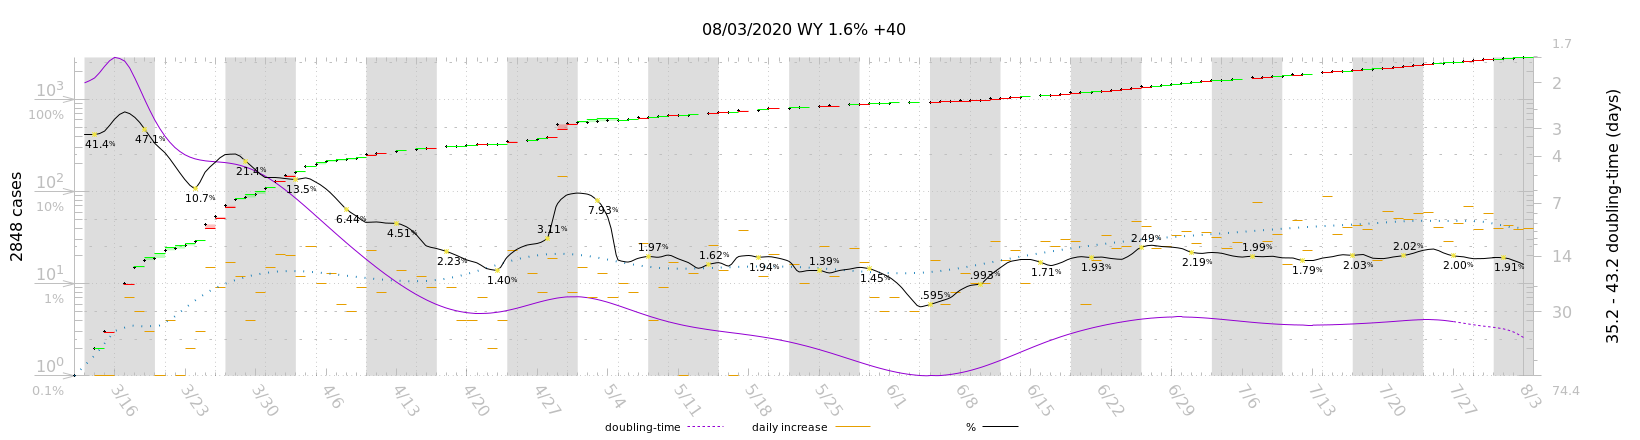 08/03/2020 WY 1.6% +40
1.7
10³ 2
100%
3
4
41.4% 47.1% 21.4%
10² 10.7% 13.5%
10% 7
6.44% 4.51% 3.11% 7.93%
2.23% 1.97% 1.62% 1.94% 1.39% 2.49% 2.19% 1.99% 2.02% 14
10¹ 1.40% 1.45% .993% 1.71% 1.93% 1.79% 2.03% 2.00% 1.91%
1% .595% 30
10⁰
0.1% 74.4
2848 cases
35.2 - 43.2 doubling-time (days)
3/16 3/23 3/30 4/6 4/13 4/20 4/27 5/4 5/11 5/18 5/25 6/1 6/8 6/15 6/22 6/29 7/6 7/13 7/20 7/27 8/3
doubling-time daily increase %